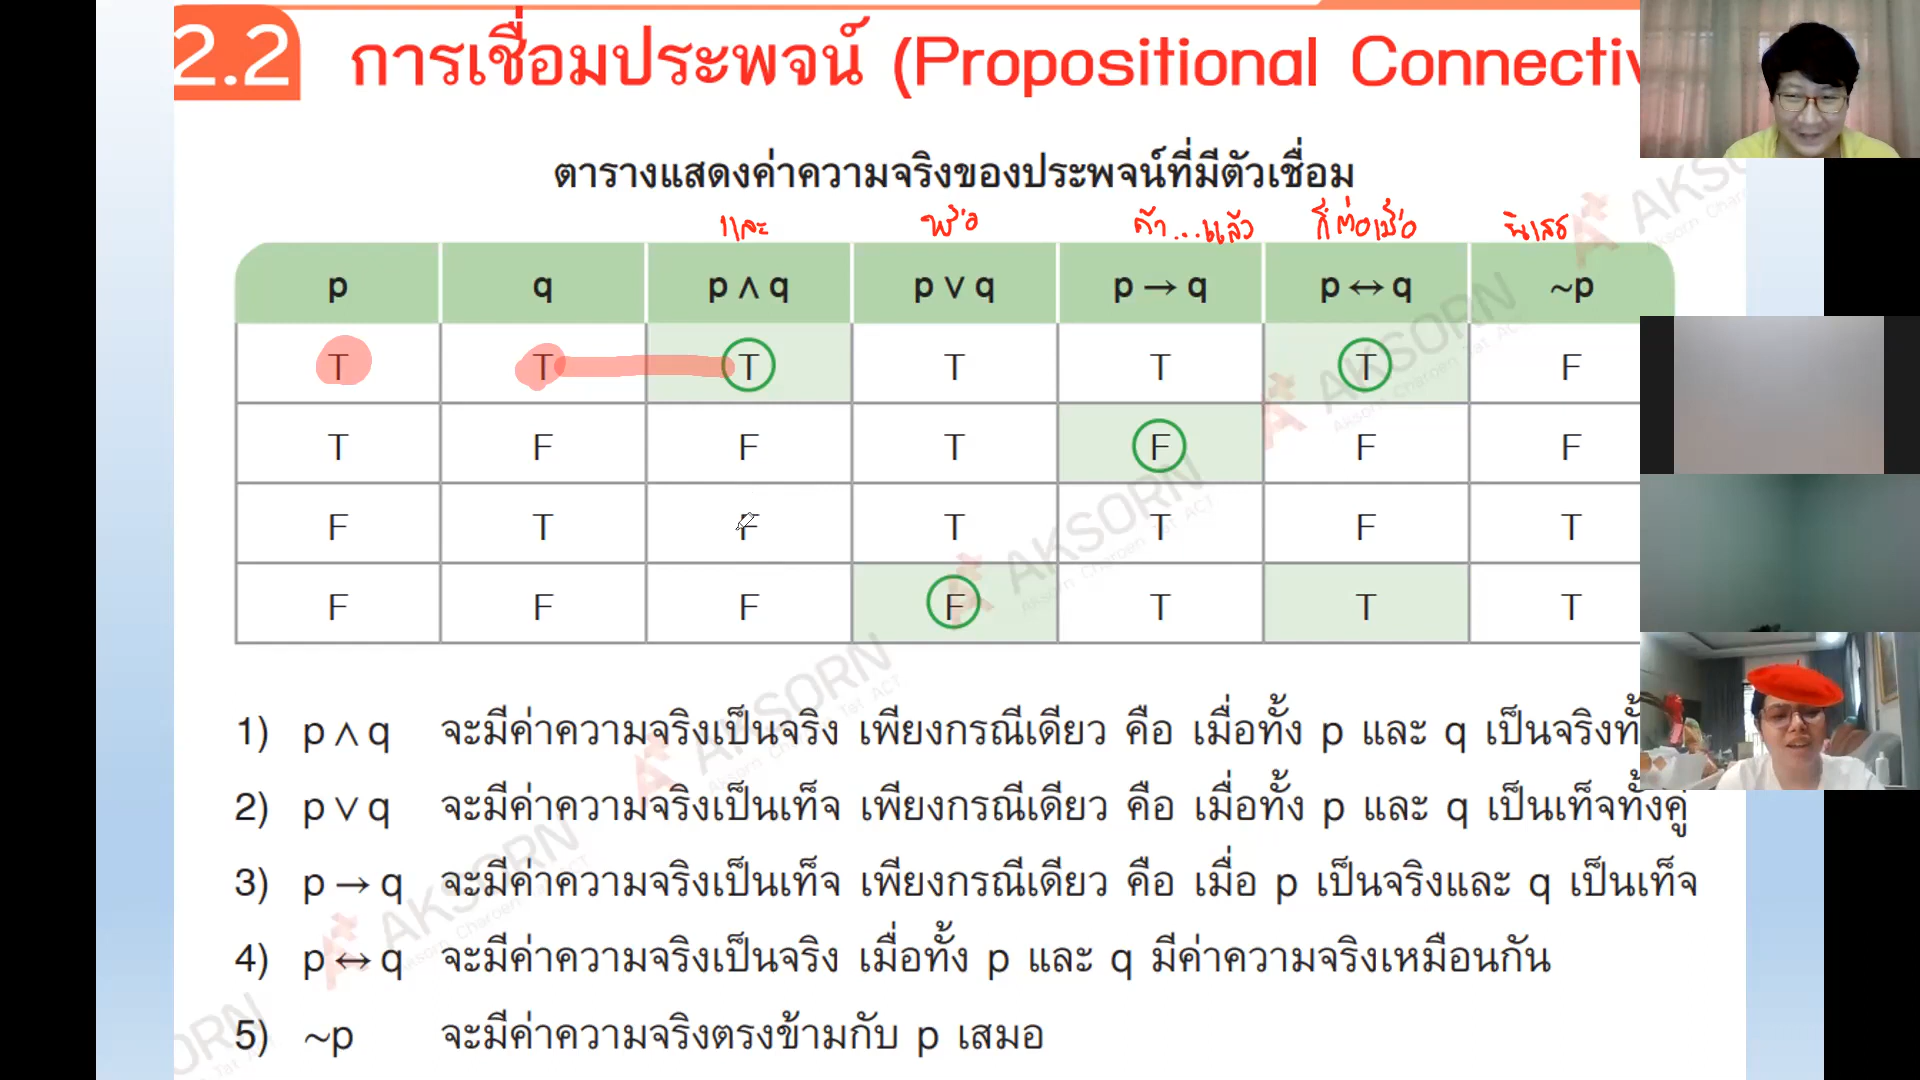 2.2 การเชื่อมประพจน์ (Propositional Connectiv
ตารางแสดงค่าความจริงของประพจน์ที่มีตัวเชื่อม
และ หรือ ถ้า...แล้ว ก็ต่อเมื่อ นิเสธ
p q p ∧ q p ∨ q p → q p ↔ q ~p
T T T T T T F
T F F T F F F
F T F T T F T
F F F F T T T
1) p ∧ q จะมีค่าความจริงเป็นจริง เพียงกรณีเดียว คือ เมื่อทั้ง p และ q เป็นจริงทั้
2) p ∨ q จะมีค่าความจริงเป็นเท็จ เพียงกรณีเดียว คือ เมื่อทั้ง p และ q เป็นเท็จทั้งคู่
3) p → q จะมีค่าความจริงเป็นเท็จ เพียงกรณีเดียว คือ เมื่อ p เป็นจริงและ q เป็นเท็จ
4) p ↔ q จะมีค่าความจริงเป็นจริง เมื่อทั้ง p และ q มีค่าความจริงเหมือนกัน
5) ~p จะมีค่าความจริงตรงข้ามกับ p เสมอ
AKSORN
Aksorn Charoen Tat ACT